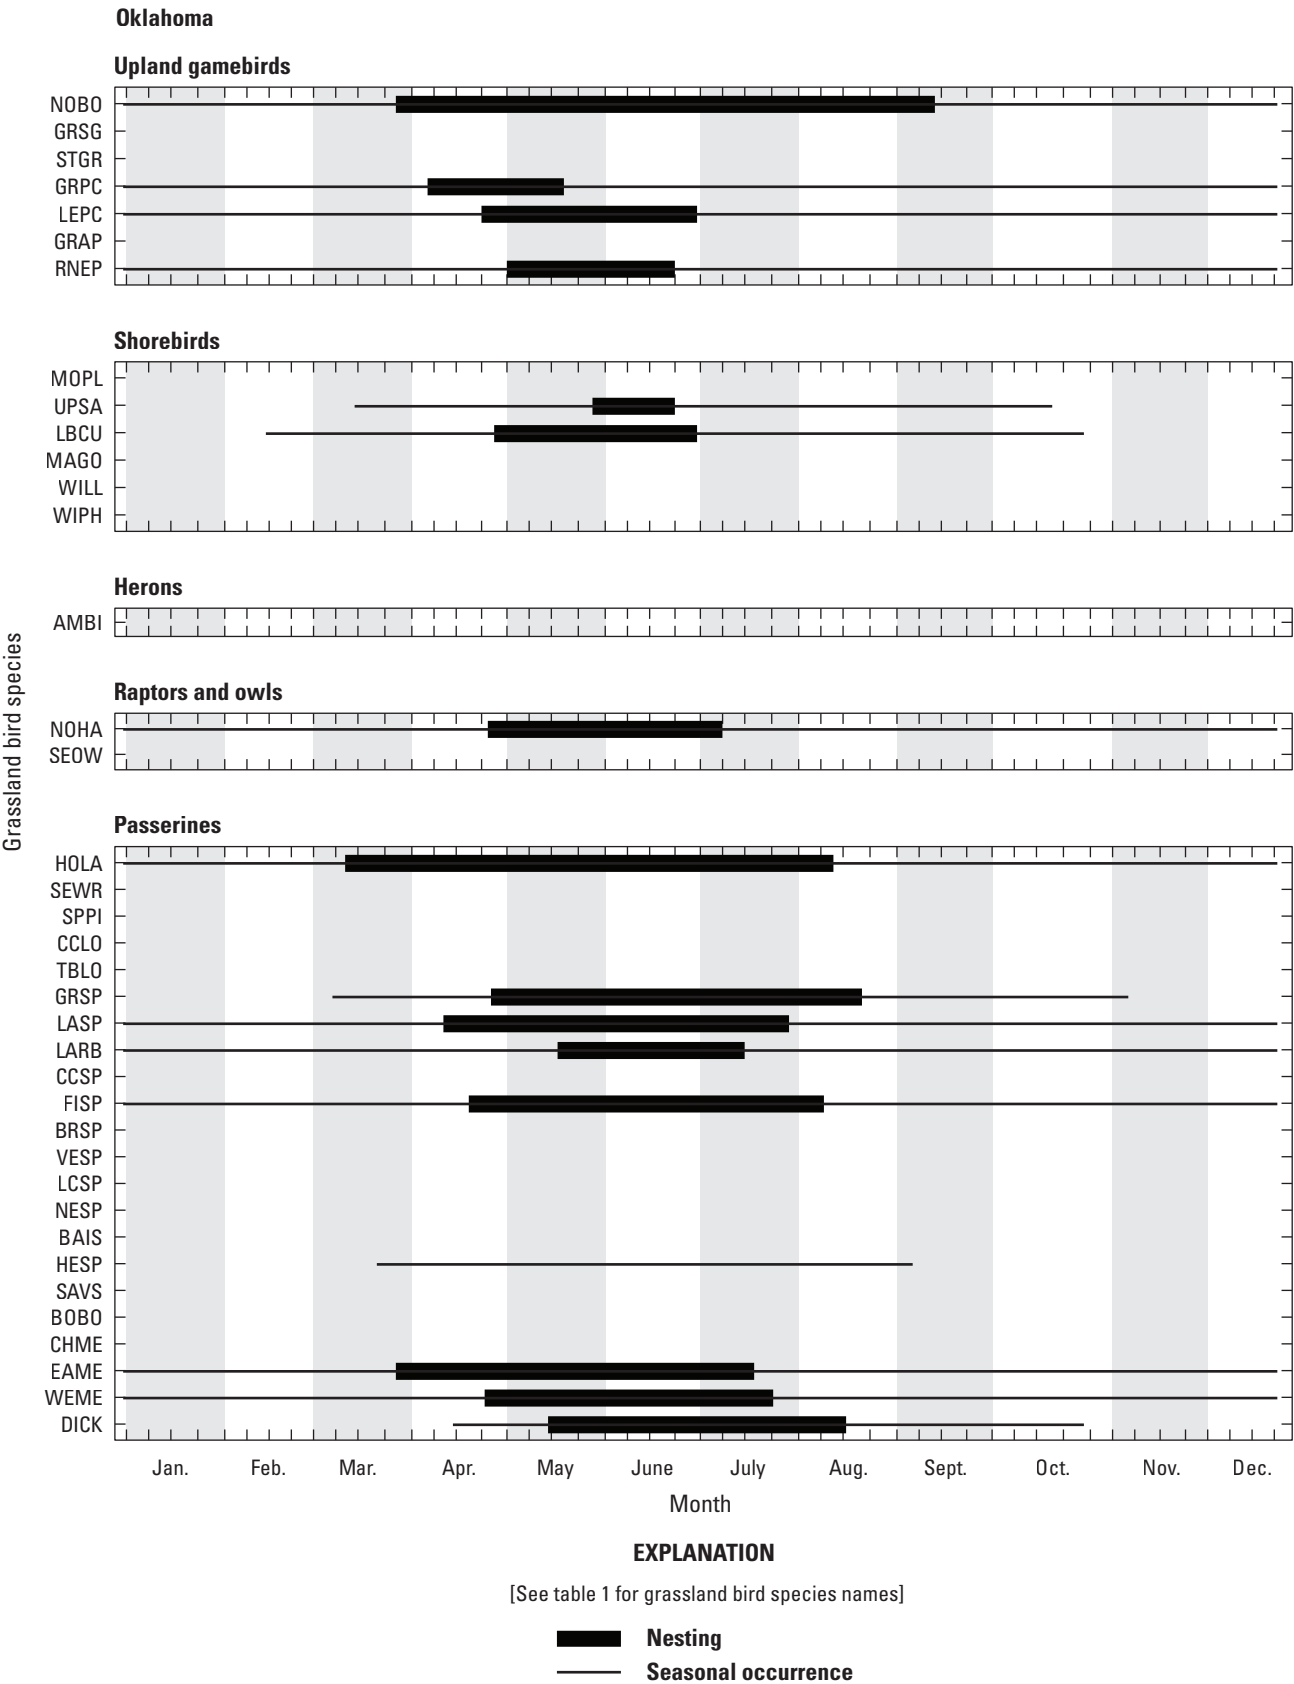 Oklahoma
Upland gamebirds
NOBO
GRSG
STGR
GRPC
LEPC
GRAP
RNEP
Shorebirds
MOPL
UPSA
LBCU
MAGO
WILL
WIPH
Herons
AMBI
Raptors and owls
NOHA
SEOW
Grassland bird species
Passerines
HOLA
SEWR
SPPI
CCLO
TBLO
GRSP
LASP
LARB
CCSP
FISP
BRSP
VESP
LCSP
NESP
BAIS
HESP
SAVS
BOBO
CHME
EAME
WEME
DICK
Jan. Feb. Mar. Apr. May June July Aug. Sept. Oct. Nov. Dec.
Month
EXPLANATION
[See table 1 for grassland bird species names]
Nesting
Seasonal occurrence